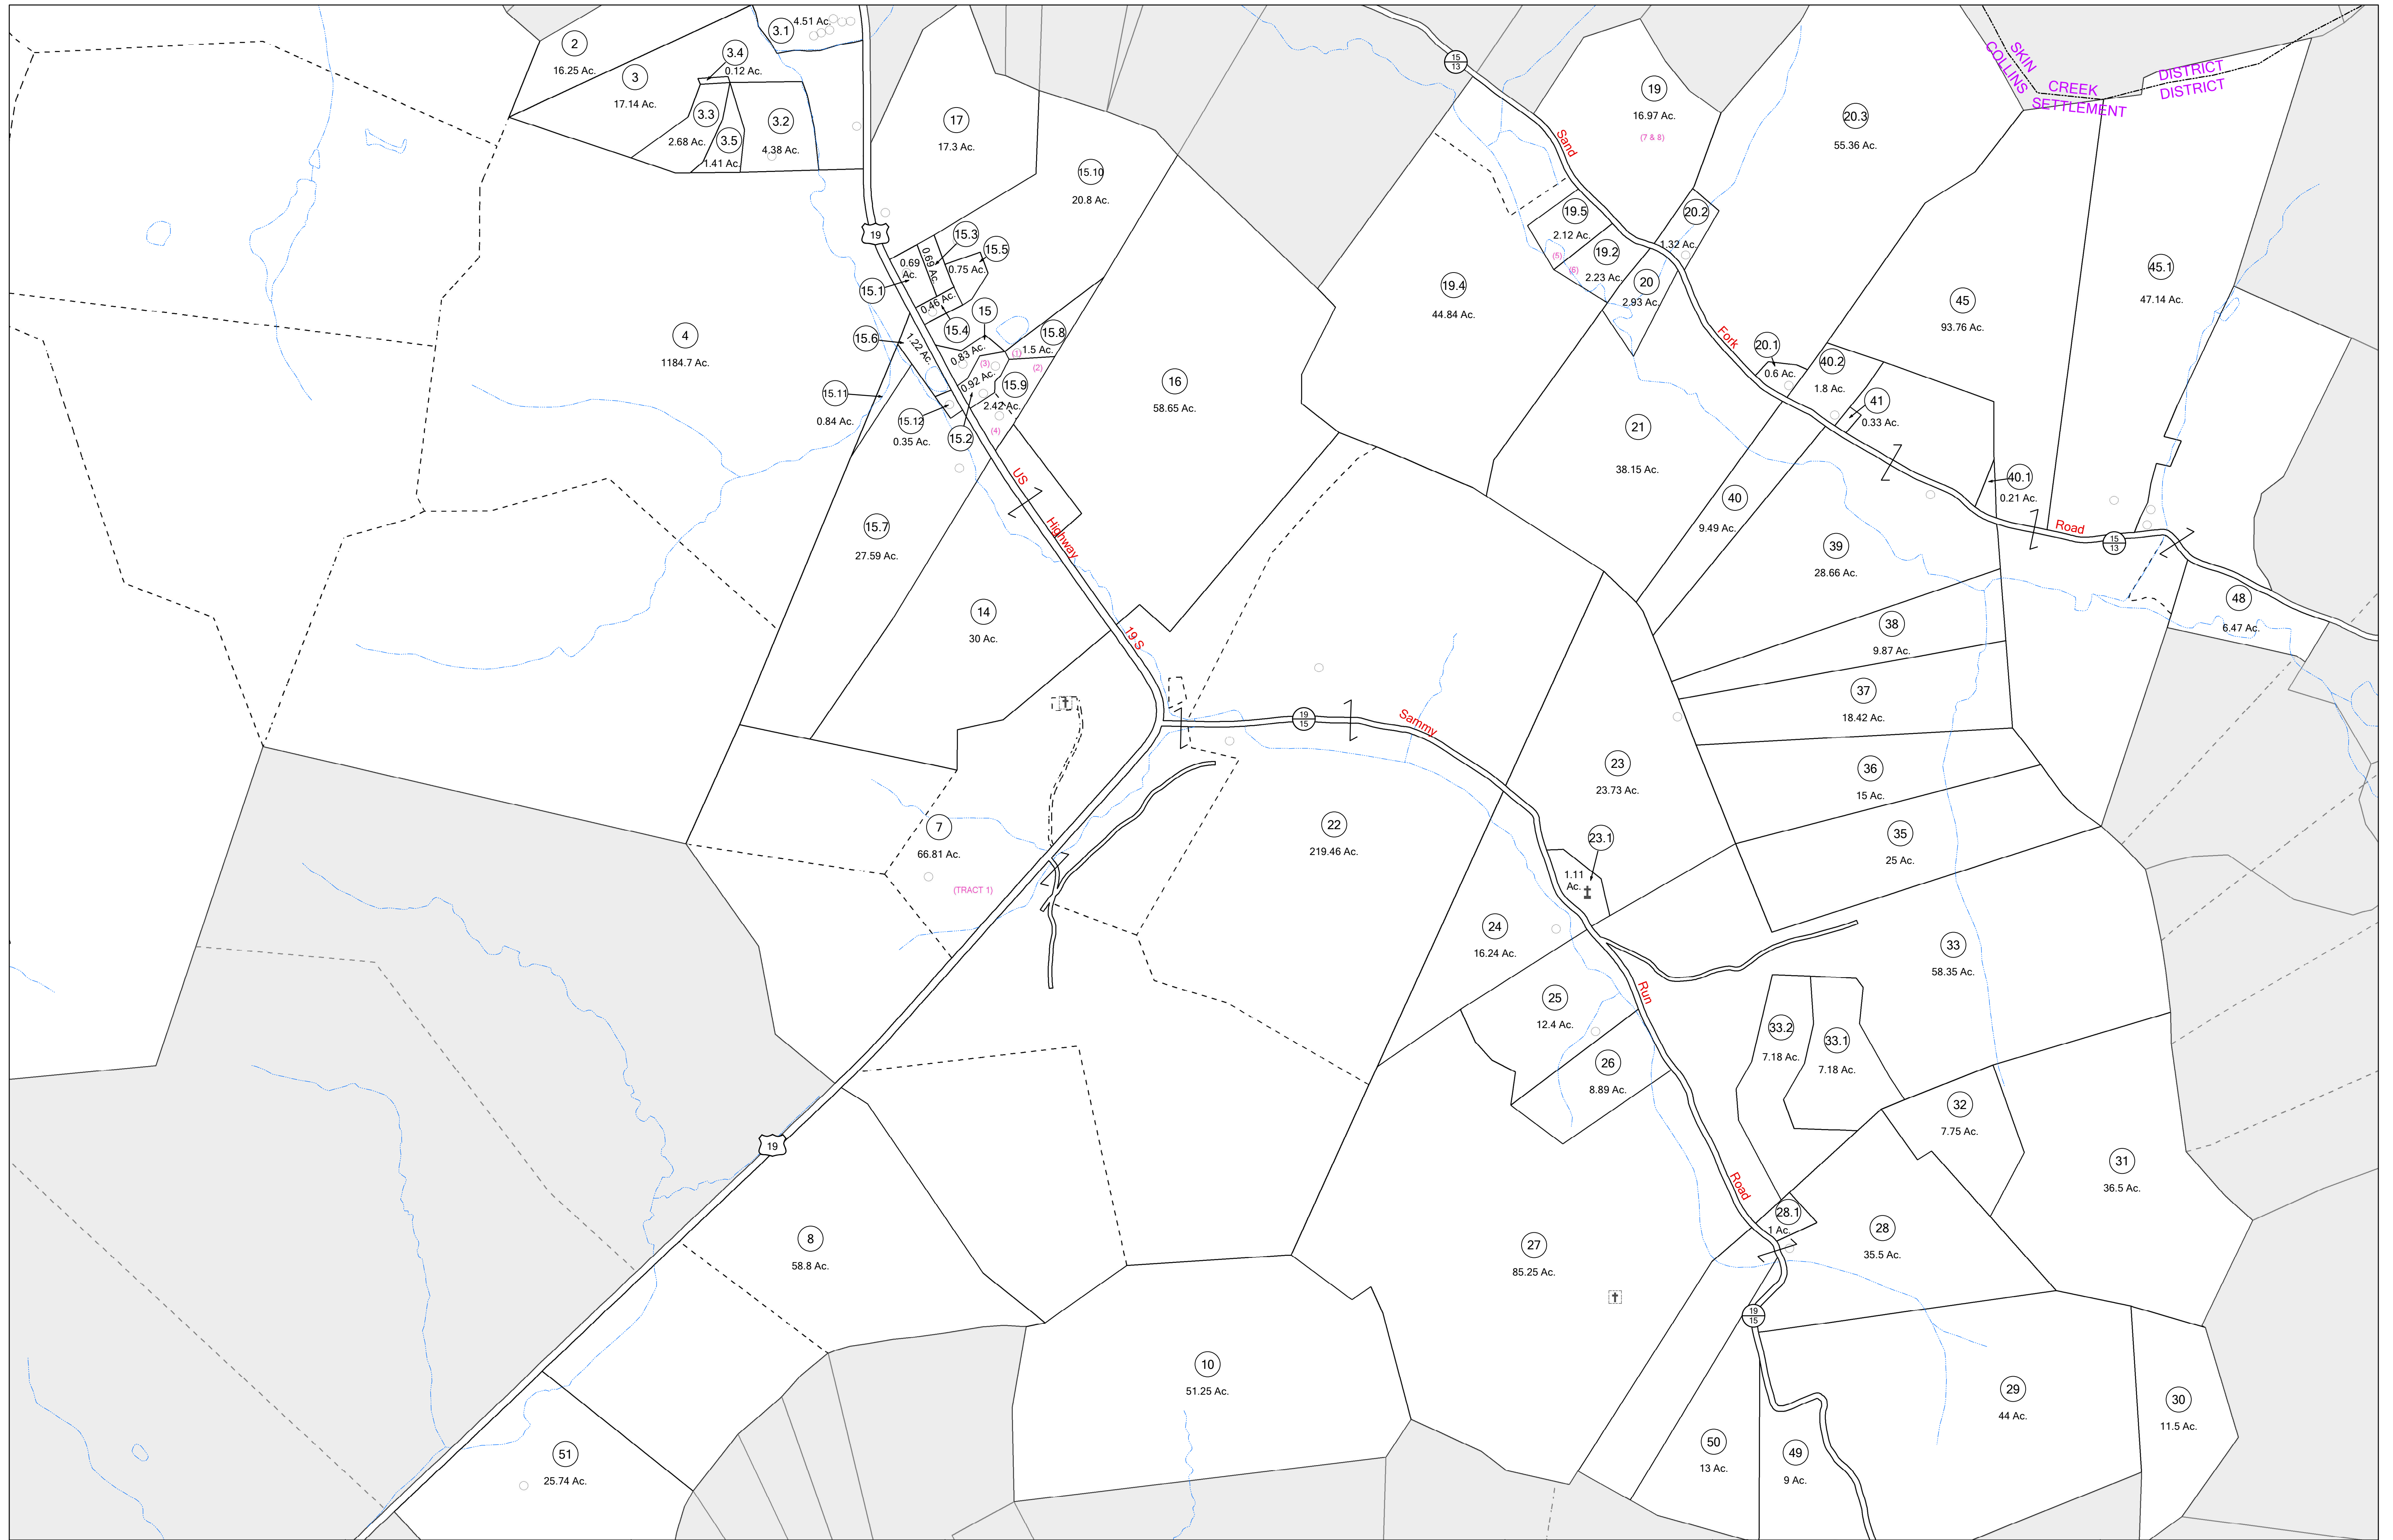 3.1
4.51 Ac.
2
16.25 Ac.
3
17.14 Ac.
3.4
0.12 Ac.
3.3
2.68 Ac.
3.5
1.41 Ac.
3.2
4.38 Ac.
17
17.3 Ac.
15.10
20.8 Ac.
15
13
Sand
19
16.97 Ac.
(7 & 8)
20.3
55.36 Ac.
SKIN
COLLINS
CREEK
SETTLEMENT
DISTRICT
DISTRICT
19
15.3
15.5
0.69
Ac.
0.69 Ac.
0.75 Ac.
15.1
0.46 Ac.
15.4
15
15.6
1.22 Ac.
0.83 Ac.
(1)
15.8
1.5 Ac.
(2)
(3)
0.92 Ac.
15.9
2.42 Ac.
(4)
15.11
0.84 Ac.
15.12
0.35 Ac.
15.2
4
1184.7 Ac.
16
58.65 Ac.
19.4
44.84 Ac.
19.5
2.12 Ac.
(5)
19.2
(6)
2.23 Ac.
20.2
1.32 Ac.
20
2.93 Ac.
Fork
20.1
0.6 Ac.
40.2
1.8 Ac.
41
0.33 Ac.
45
93.76 Ac.
45.1
47.14 Ac.
21
38.15 Ac.
40
9.49 Ac.
40.1
0.21 Ac.
Road
15
13
39
28.66 Ac.
48
6.47 Ac.
38
9.87 Ac.
37
18.42 Ac.
36
15 Ac.
35
25 Ac.
15.7
27.59 Ac.
14
30 Ac.
US
Highway
19 S
19
15
Sammy
7
66.81 Ac.
(TRACT 1)
22
219.46 Ac.
23
23.73 Ac.
23.1
1.11
Ac.
24
16.24 Ac.
25
12.4 Ac.
26
8.89 Ac.
Run
33
58.35 Ac.
33.2
7.18 Ac.
33.1
7.18 Ac.
32
7.75 Ac.
31
36.5 Ac.
19
8
58.8 Ac.
27
85.25 Ac.
Road
28.1
1 Ac.
28
35.5 Ac.
19
15
10
51.25 Ac.
51
25.74 Ac.
50
13 Ac.
49
9 Ac.
29
44 Ac.
30
11.5 Ac.